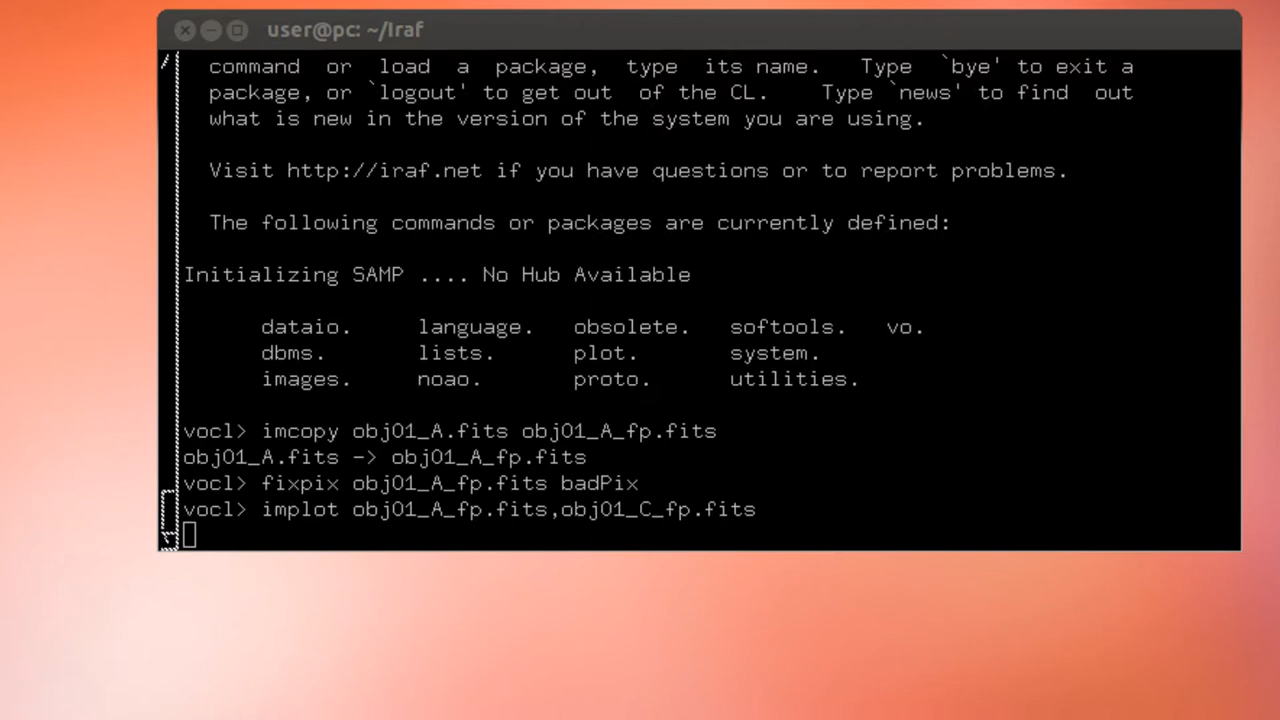 user@pc: ~/Iraf
command or load a package, type its name. Type `bye' to exit a
package, or `logout' to get out of the CL. Type `news' to find out
what is new in the version of the system you are using.
Visit http://iraf.net if you have questions or to report problems.
The following commands or packages are currently defined:
Initializing SAMP .... No Hub Available
dataio. language. obsolete. softools. vo.
dbms. lists. plot. system.
images. noao. proto. utilities.
vocl> imcopy obj01_A.fits obj01_A_fp.fits
obj01_A.fits -> obj01_A_fp.fits
vocl> fixpix obj01_A_fp.fits badPix
vocl> implot obj01_A_fp.fits,obj01_C_fp.fits